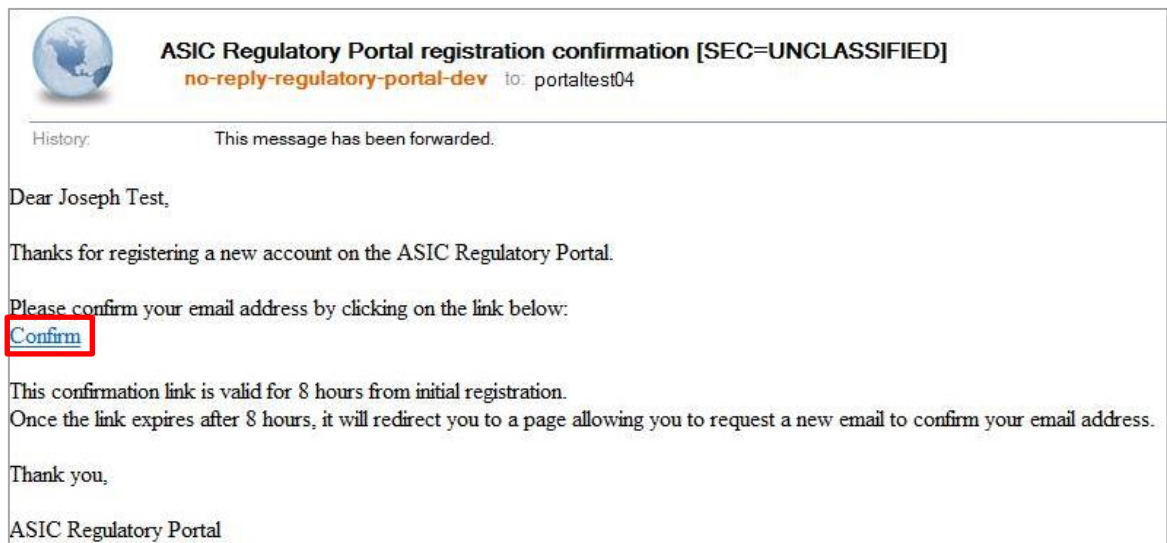 ASIC Regulatory Portal registration confirmation [SEC=UNCLASSIFIED]
no-reply-regulatory-portal-dev to: portaltest04
History: This message has been forwarded.
Dear Joseph Test,
Thanks for registering a new account on the ASIC Regulatory Portal.
Please confirm your email address by clicking on the link below:
Confirm
This confirmation link is valid for 8 hours from initial registration.
Once the link expires after 8 hours, it will redirect you to a page allowing you to request a new email to confirm your email address.
Thank you,
ASIC Regulatory Portal